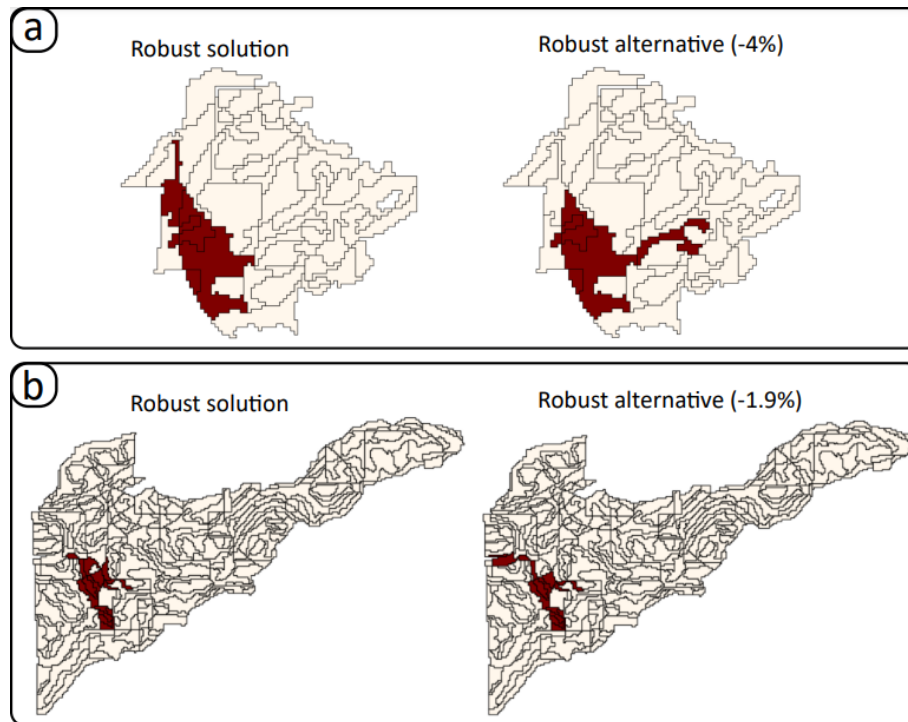 a
Robust solution
Robust alternative (-4%)
b
Robust solution
Robust alternative (-1.9%)